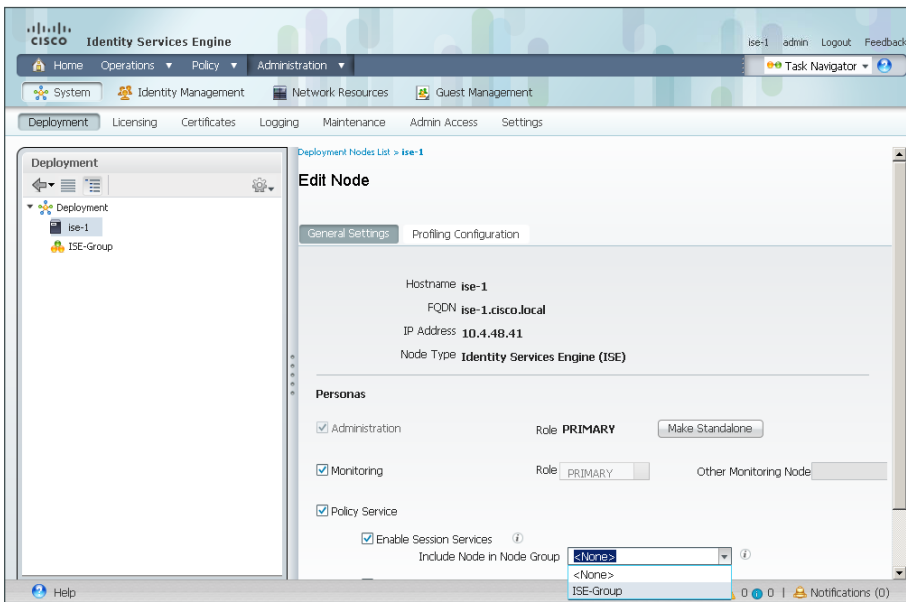 CISCO Identity Services Engine
ise-1 admin Logout Feedback
Home Operations Policy Administration
Task Navigator
System Identity Management Network Resources Guest Management
Deployment Licensing Certificates Logging Maintenance Admin Access Settings
Deployment
Deployment
ise-1
ISE-Group
Deployment Nodes List > ise-1
Edit Node
General Settings Profiling Configuration
Hostname ise-1
FQDN ise-1.cisco.local
IP Address 10.4.48.41
Node Type Identity Services Engine (ISE)
Personas
Administration Role PRIMARY Make Standalone
Monitoring Role PRIMARY Other Monitoring Node
Policy Service
Enable Session Services
Include Node in Node Group <None>
<None>
ISE-Group
Help 0 0 | Notifications (0)